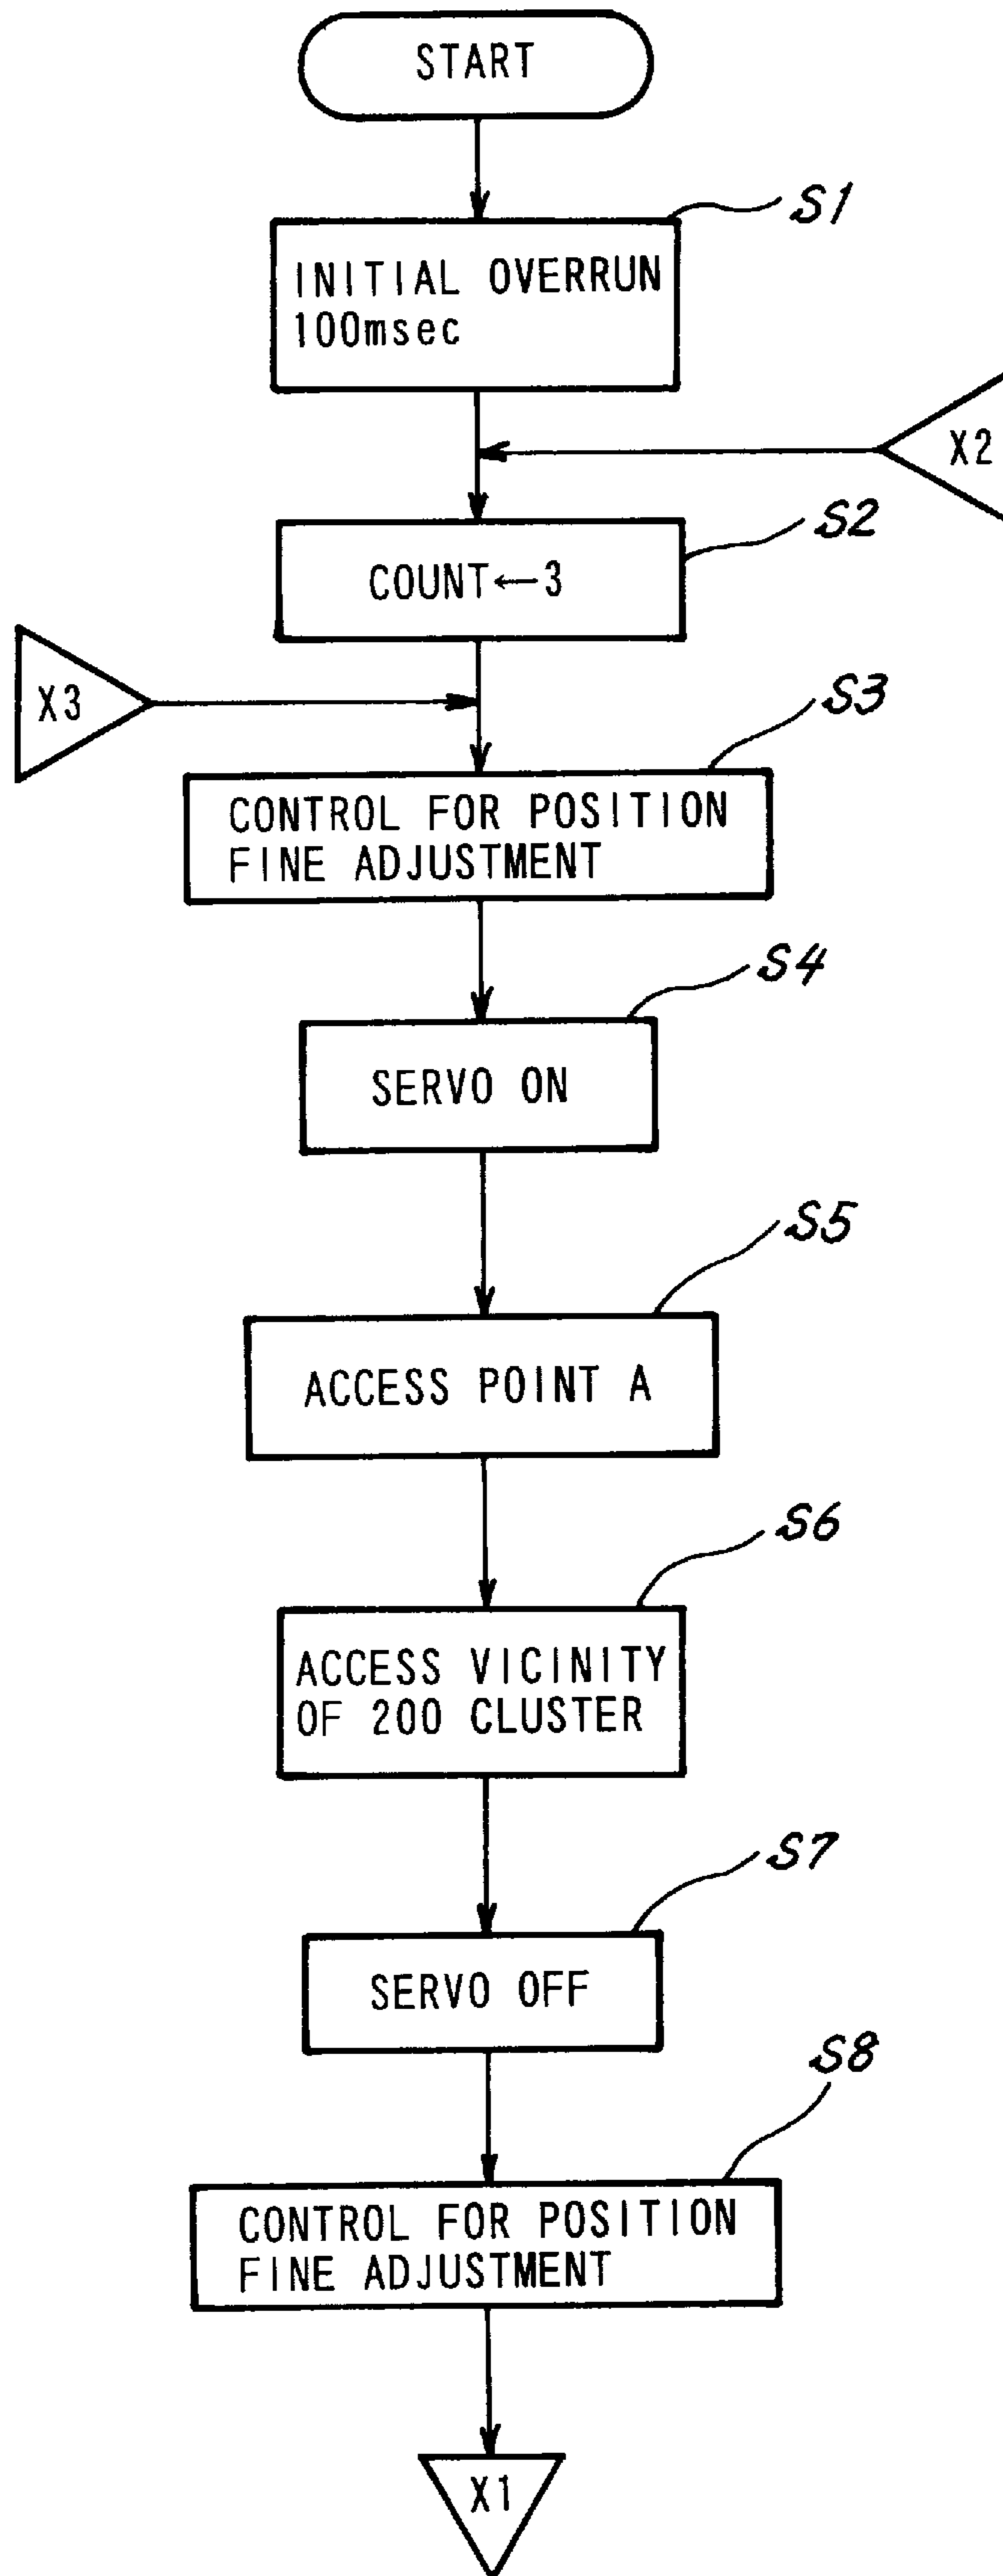 START
S1
INITIAL OVERRUN
100msec
X2
S2
COUNT←3
X3
S3
CONTROL FOR POSITION
FINE ADJUSTMENT
S4
SERVO ON
S5
ACCESS POINT A
S6
ACCESS VICINITY
OF 200 CLUSTER
S7
SERVO OFF
S8
CONTROL FOR POSITION
FINE ADJUSTMENT
X1